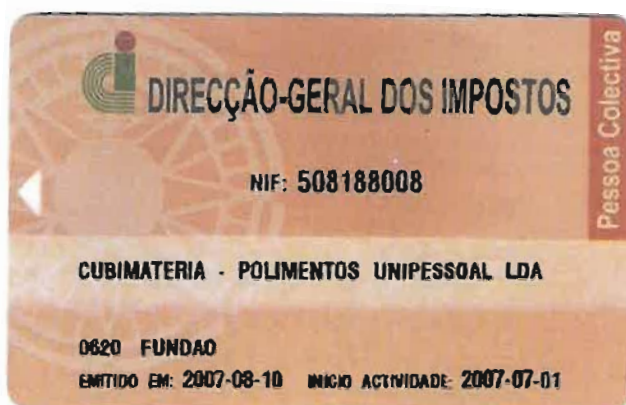 DIRECÇÃO-GERAL DOS IMPOSTOS
Pessoa Colectiva
NIF: 508188008
CUBIMATERIA - POLIMENTOS UNIPESSOAL LDA
0620 FUNDAO
EMITIDO EM: 2007-08-10 INICIO ACTIVIDADE: 2007-07-01